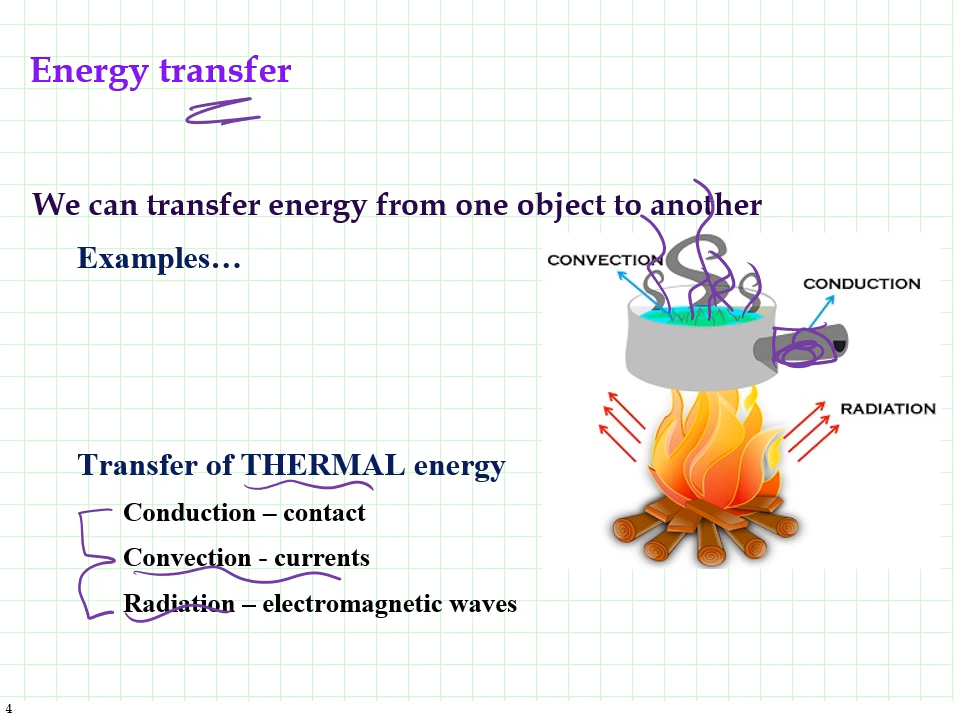 Energy transfer
We can transfer energy from one object to another
Examples…
CONVECTION
CONDUCTION
RADIATION
Transfer of THERMAL energy
Conduction – contact
Convection - currents
Radiation – electromagnetic waves
4